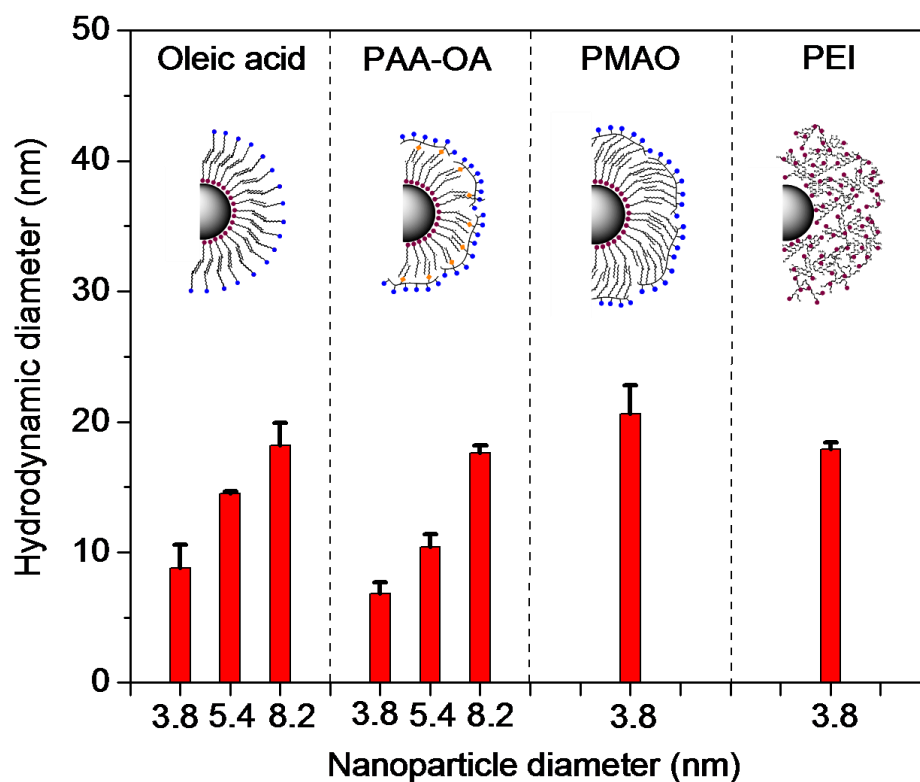 Hydrodynamic diameter (nm)
50
40
30
20
10
0
Oleic acid
PAA-OA
PMAO
PEI
3.8 5.4 8.2
3.8 5.4 8.2
3.8
3.8
Nanoparticle diameter (nm)